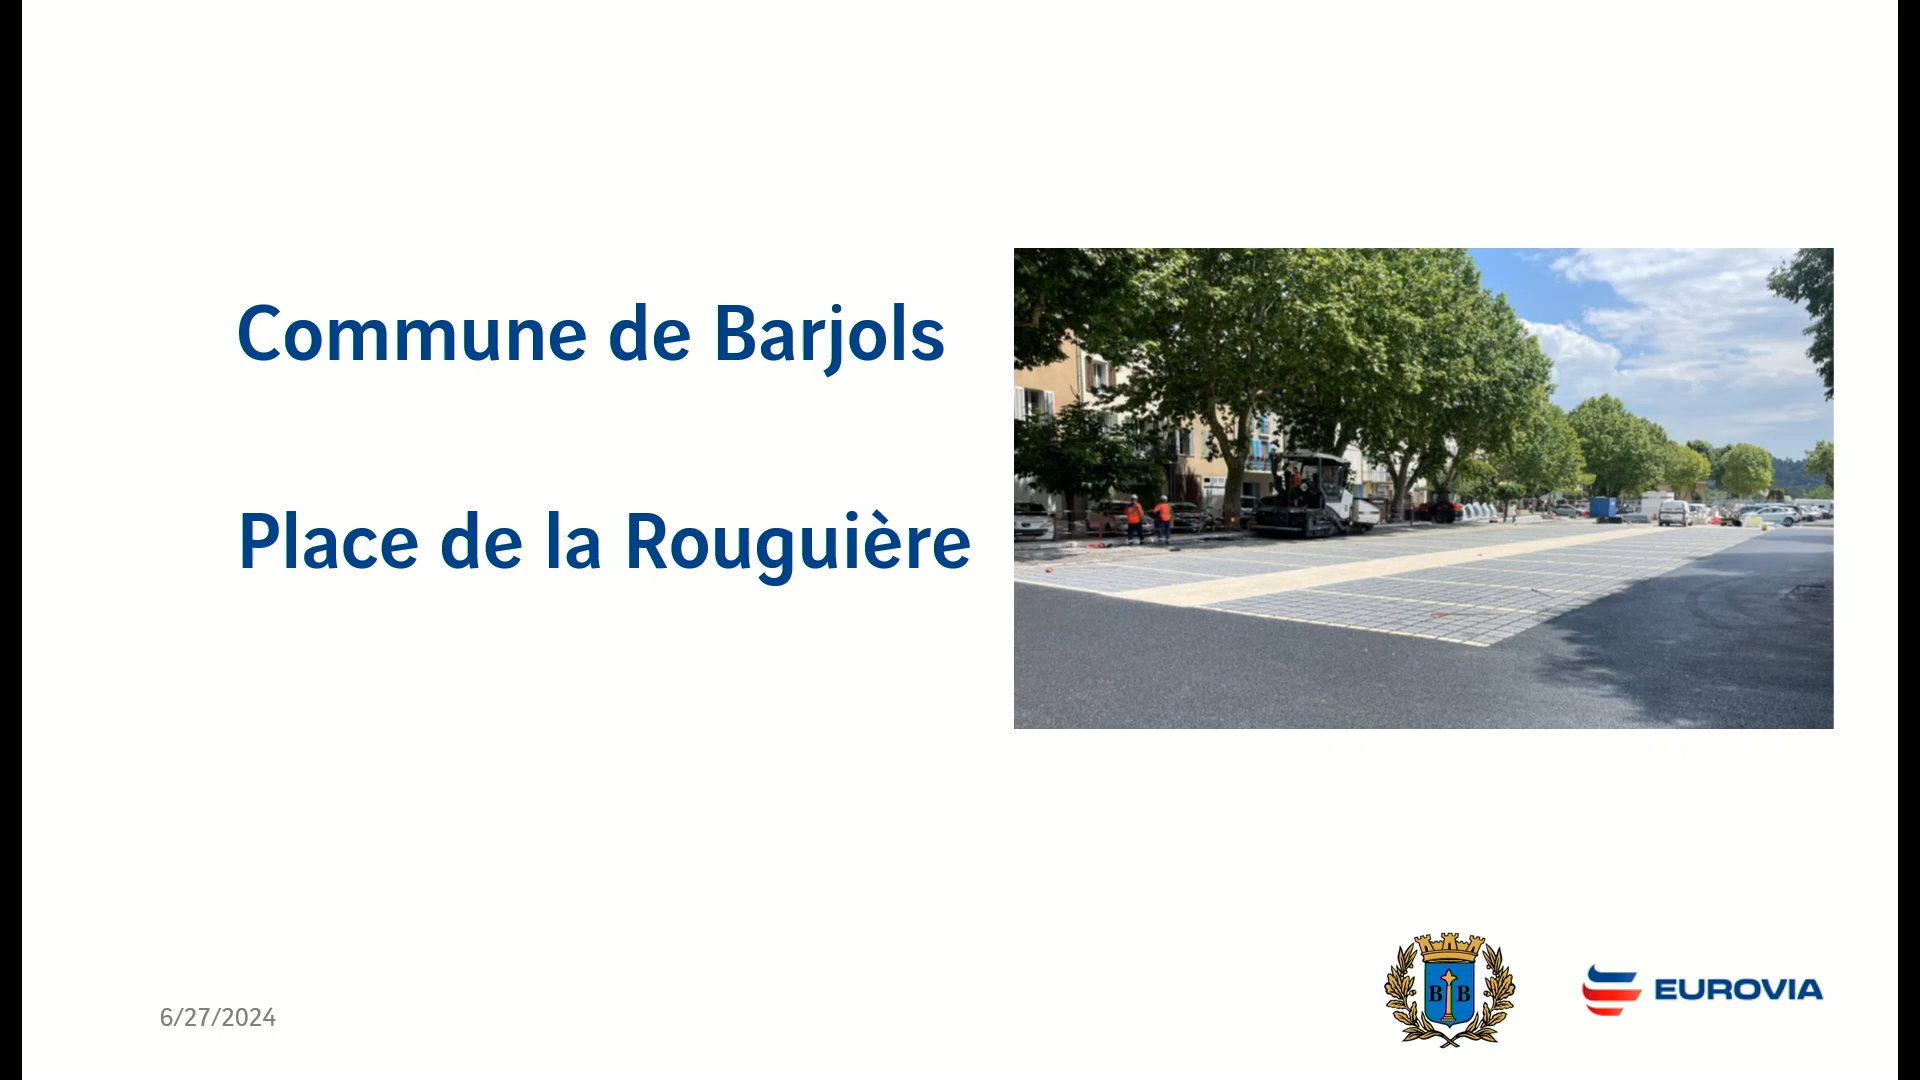 Commune de Barjols
Place de la Rouguière
6/27/2024
B B
EUROVIA